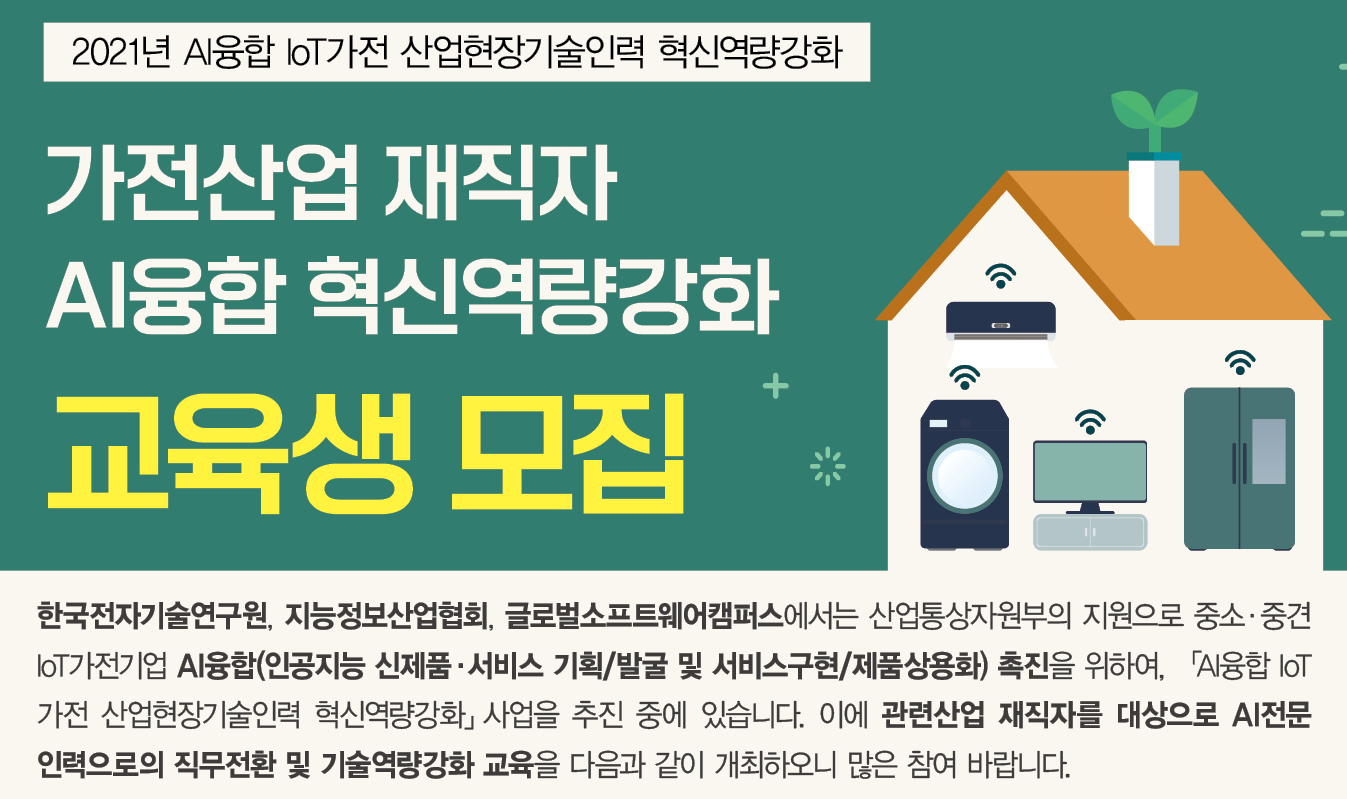 2021년 AI융합 IoT가전 산업현장기술인력 혁신역량강화
가전산업 재직자
AI융합 혁신역량강화
교육생 모집
한국전자기술연구원, 지능정보산업협회, 글로벌소프트웨어캠퍼스에서는 산업통상자원부의 지원으로 중소·중견
IoT가전기업 AI융합(인공지능 신제품·서비스 기획/발굴 및 서비스구현/제품상용화) 촉진을 위하여, 「AI융합 IoT
가전 산업현장기술인력 혁신역량강화」사업을 추진 중에 있습니다. 이에 관련산업 재직자를 대상으로 AI전문
인력으로의 직무전환 및 기술역량강화 교육을 다음과 같이 개최하오니 많은 참여 바랍니다.